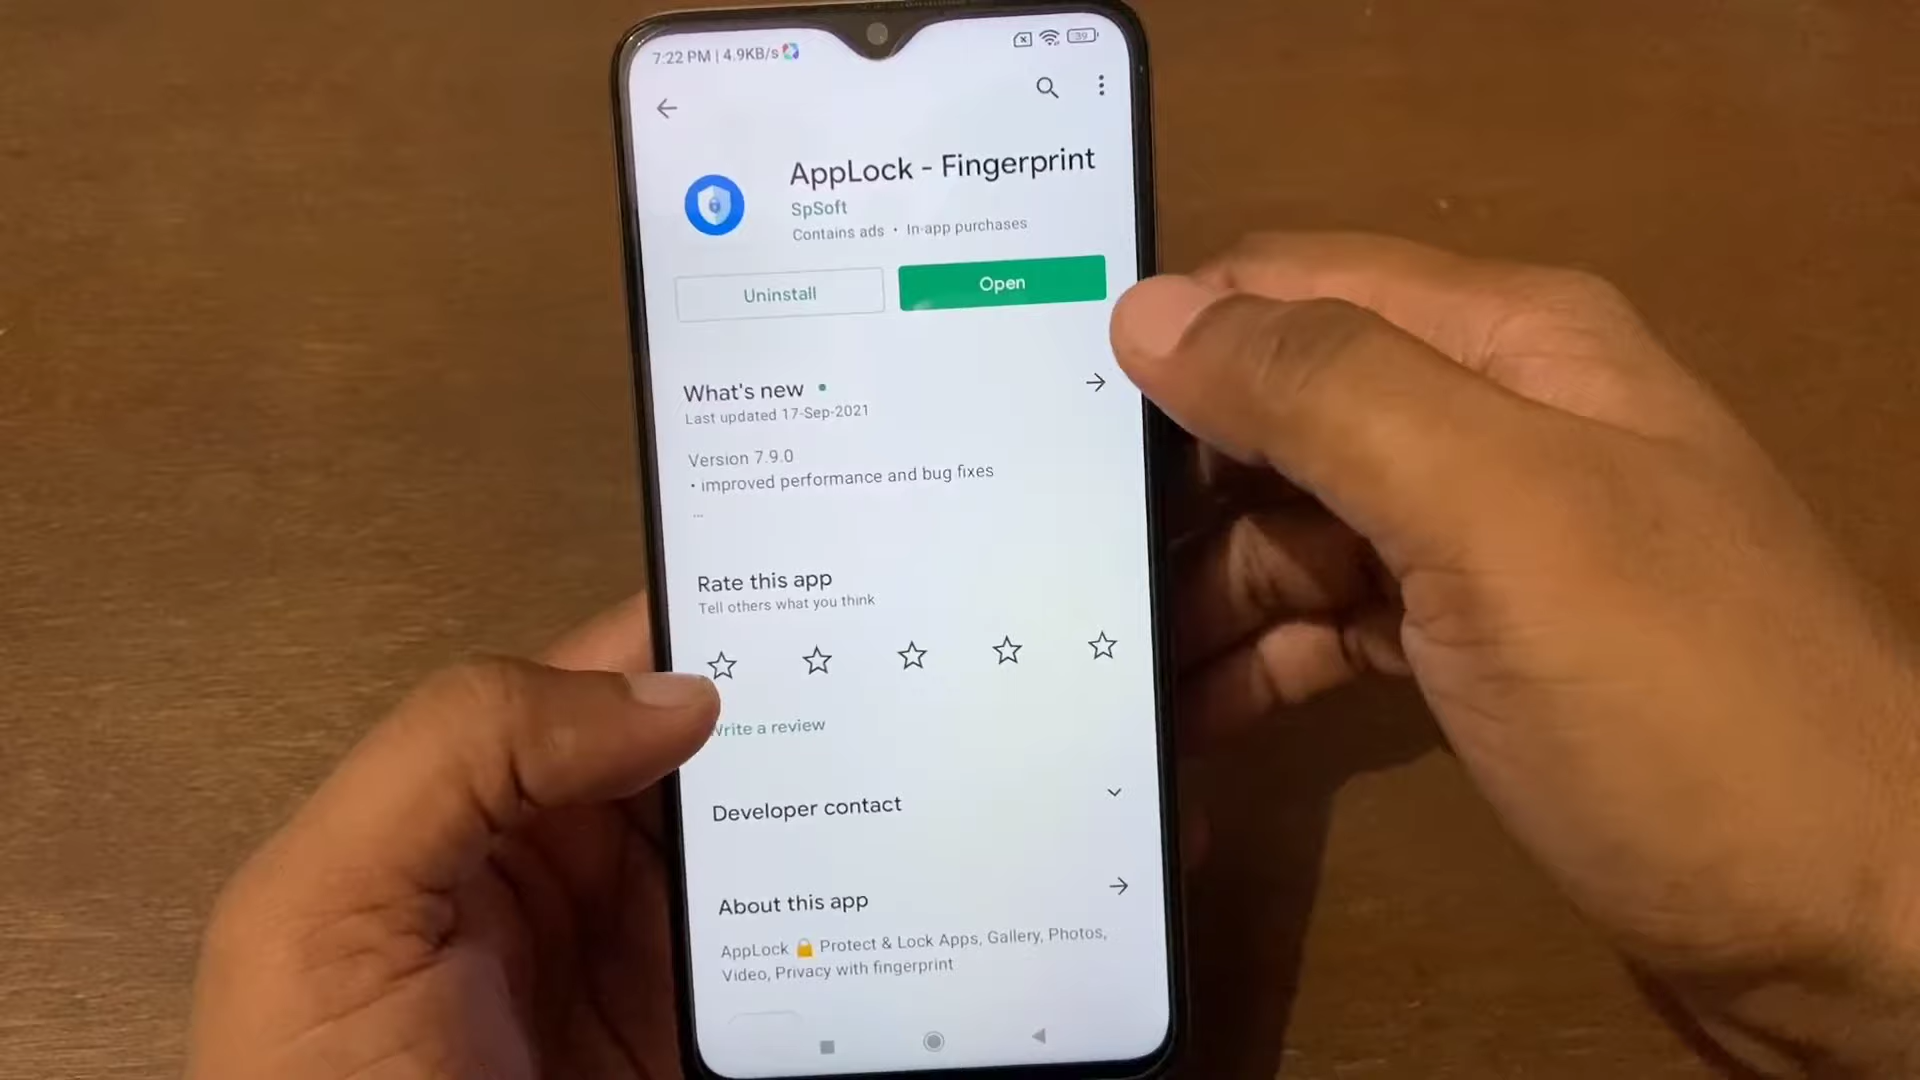 7:22 PM | 4.9KB/s
39
AppLock - Fingerprint
SpSoft
Contains ads • In-app purchases
Uninstall
Open
What's new •
Last updated 17-Sep-2021
Version 7.9.0
• improved performance and bug fixes
...
Rate this app
Tell others what you think
Write a review
Developer contact
About this app
AppLock 🔒 Protect & Lock Apps, Gallery, Photos,
Video, Privacy with fingerprint